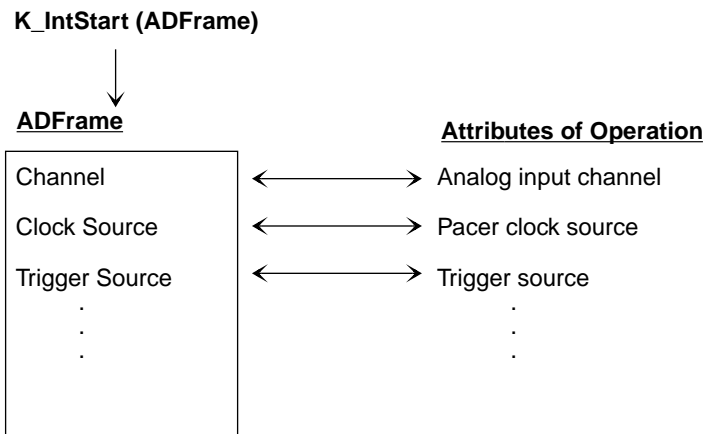 K_IntStart (ADFrame)
ADFrame
Attributes of Operation
Channel
Analog input channel
Clock Source
Pacer clock source
Trigger Source
Trigger source
. .
. .
. .